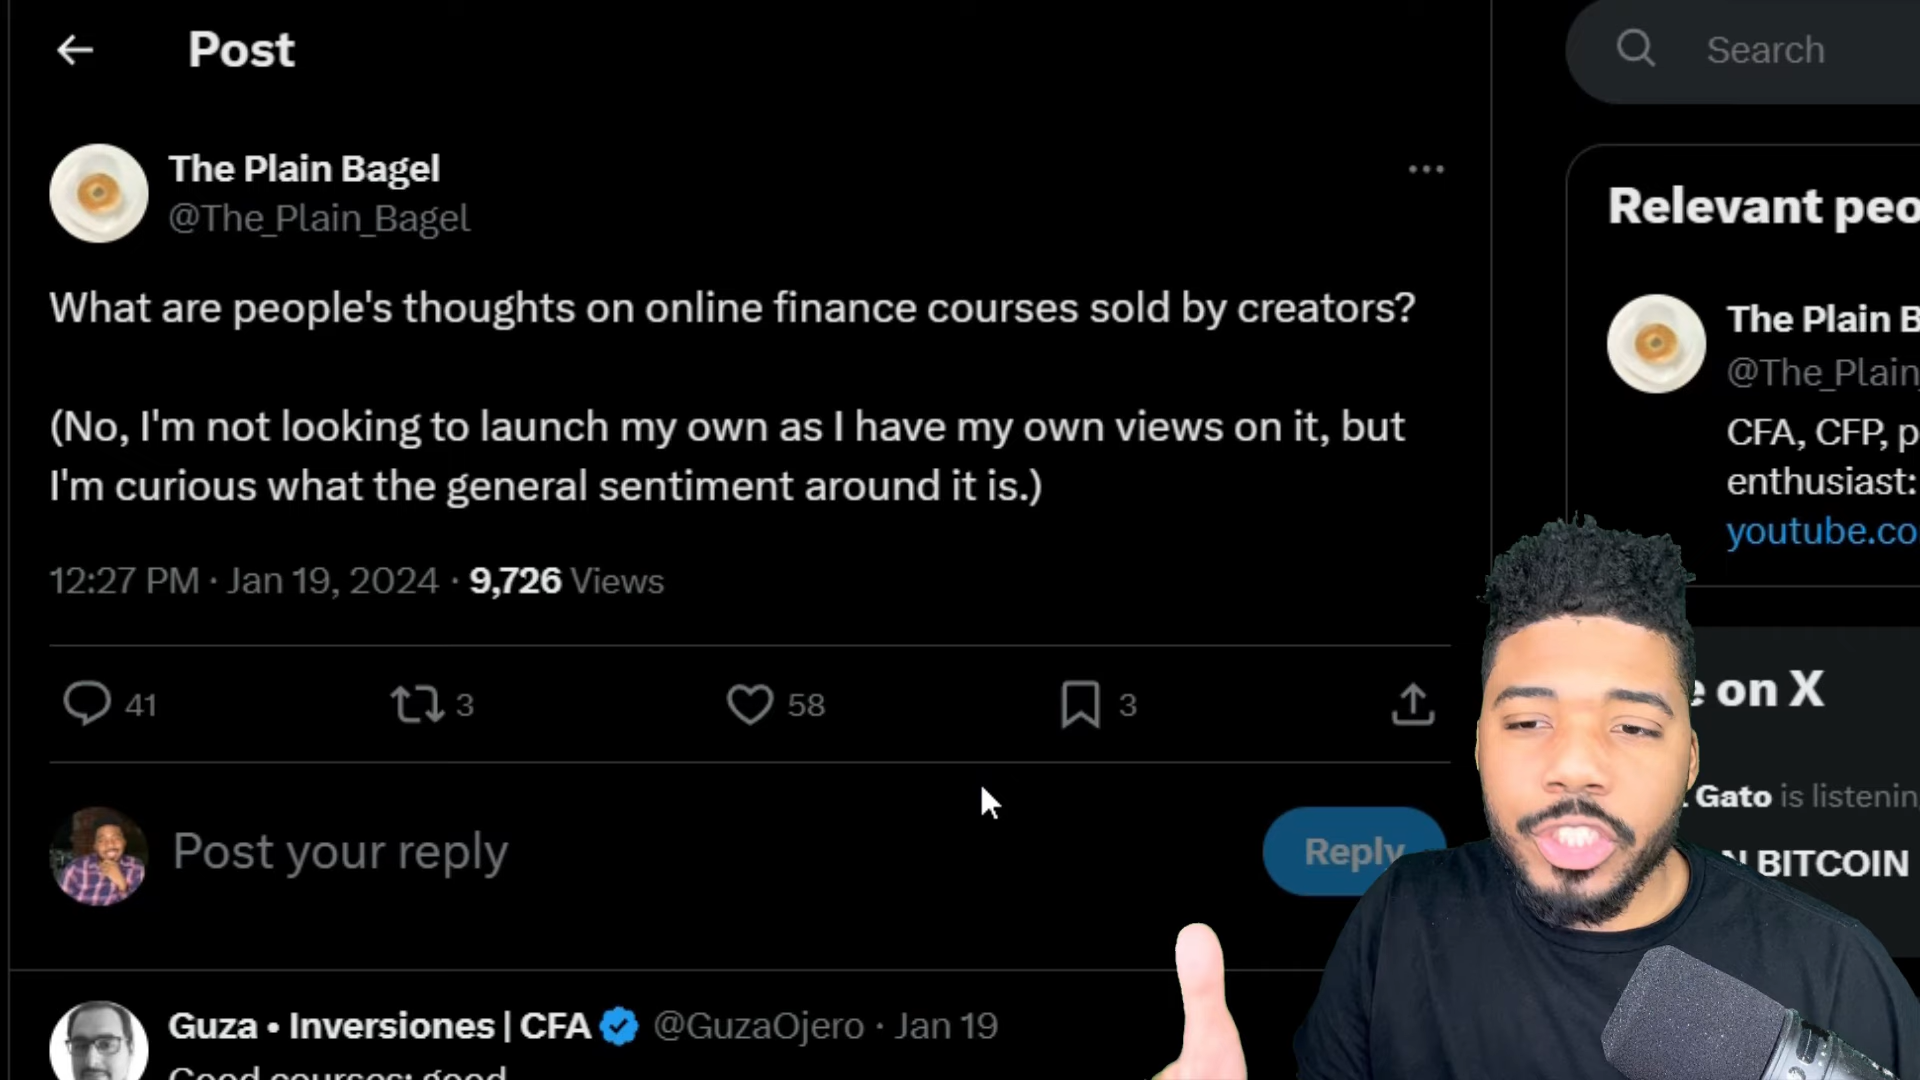 Post
Search
The Plain Bagel
@The_Plain_Bagel
What are people's thoughts on online finance courses sold by creators?
(No, I'm not looking to launch my own as I have my own views on it, but
I'm curious what the general sentiment around it is.)
12:27 PM · Jan 19, 2024 · 9,726 Views
41 3 58 3
Post your reply
Reply
Guza • Inversiones | CFA @GuzaOjero · Jan 19
Good courses: good
Relevant peo
The Plain B
@The_Plain
CFA, CFP, p
enthusiast:
youtube.co
on X
Gato is listenin
BITCOIN